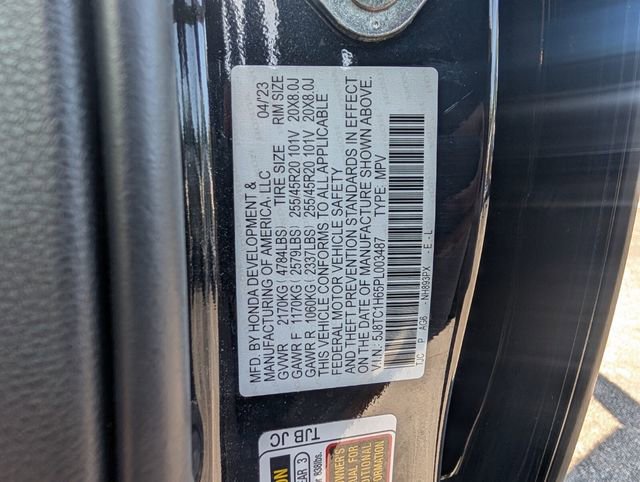 MFD. BY HONDA DEVELOPMENT & 04/23
MANUFACTURING OF AMERICA, LLC
GVWR 2170KG (4784LBS) TIRE SIZE RIM SIZE
GAWR F 1170KG (2579LBS) 255/45R20 101V 20X8.0J
GAWR R 1060KG (2337LBS) 255/45R20 101V 20X8.0J
THIS VEHICLE CONFORMS TO ALL APPLICABLE
FEDERAL MOTOR VEHICLE SAFETY
AND THEFT PREVENTION STANDARDS IN EFFECT
ON THE DATE OF MANUFACTURE SHOWN ABOVE.
V.I.N.: 5J8TC1H65PL003487 TYPE: MPV
TJC P AG6 -NH893PX -E-L
TJB JC